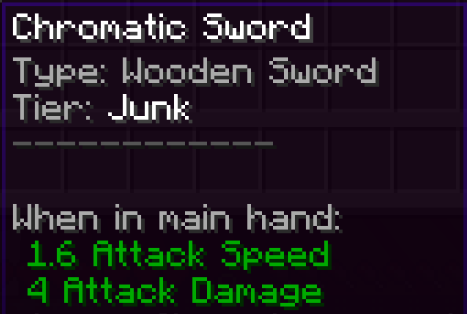 Chromatic Sword
Type: Wooden Sword
Tier: Junk
------------
When in main hand:
1.6 Attack Speed
4 Attack Damage